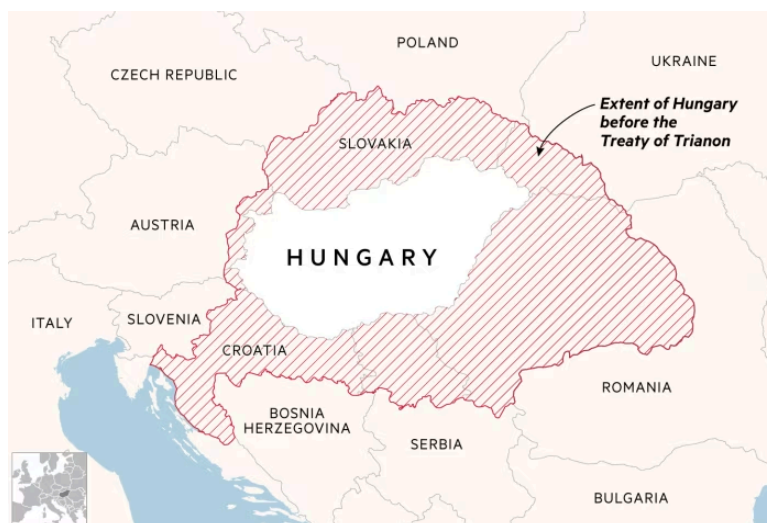 POLAND
CZECH REPUBLIC
UKRAINE
Extent of Hungary
before the
Treaty of Trianon
SLOVAKIA
AUSTRIA
HUNGARY
SLOVENIA
ITALY
CROATIA
ROMANIA
BOSNIA
HERZEGOVINA
SERBIA
BULGARIA